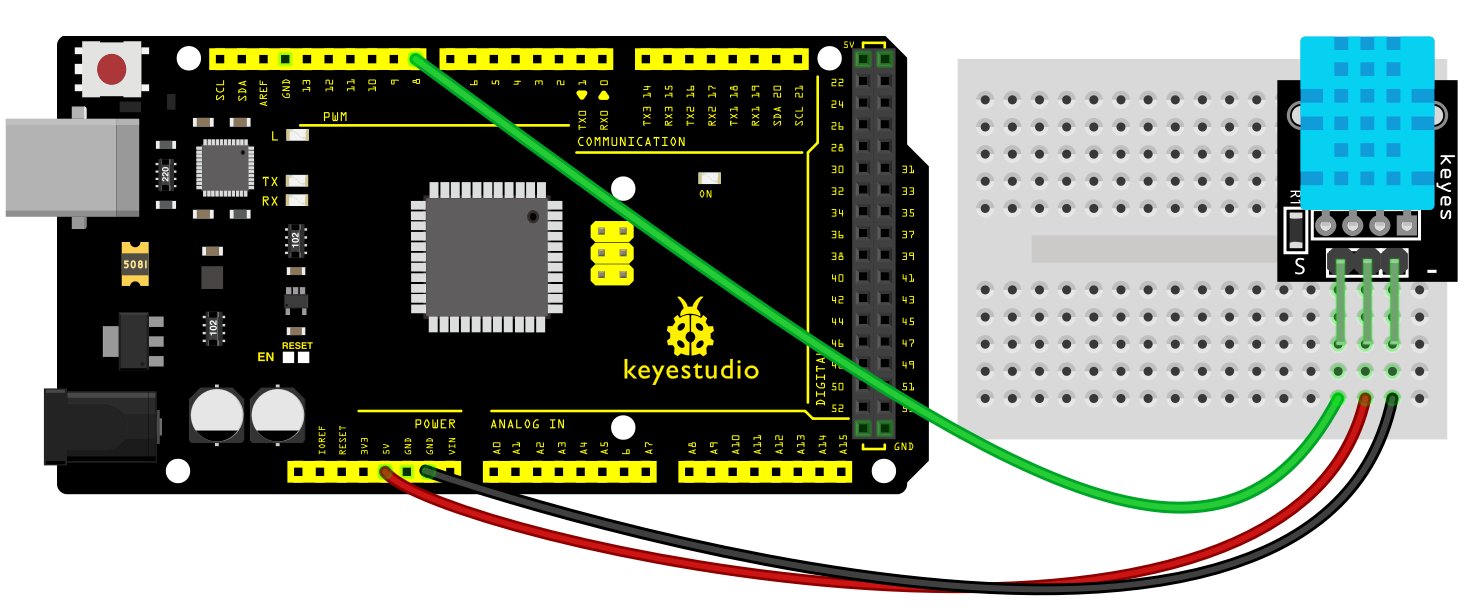 5V
SCL
SDA
AREF
GND
13
12
11
10
9
8
6
5
4
3
2
TX0 1
RX0 0
TX3 14
RX3 15
TX2 16
RX2 17
TX1 18
RX1 19
SDA 20
SCL 21
PWM
L
COMMUNICATION
TX
RX
ON
220
102
5081
102
RESET
EN
keyestudio
DIGITAL
22
24
26
28
30 31
32 33
34 35
36 37
38 39
40 41
42 43
44 45
46 47
49
50 51
52
GND
POWER
ANALOG IN
IOREF
RESET
3V3
5V
GND
GND
VIN
A0
A1
A2
A3
A4
A5
6
A7
A8
A9
A10
A11
A12
A13
A14
A15
keyes
R1
S
-